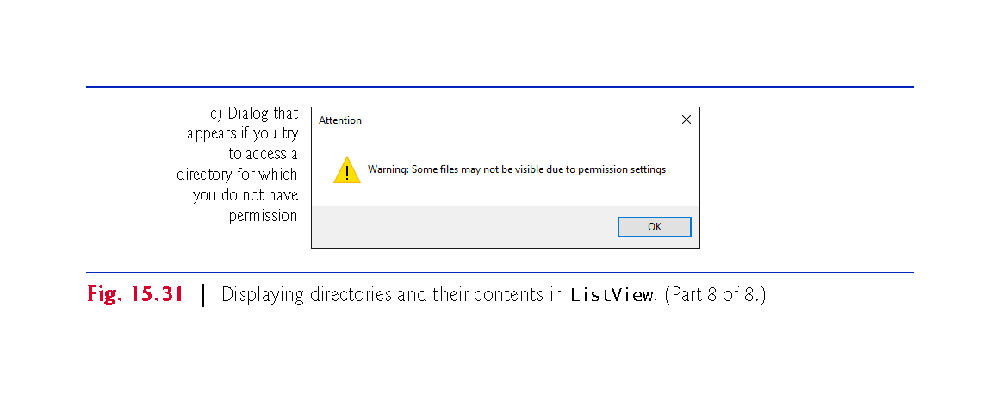 c) Dialog that
appears if you try
to access a
directory for which
you do not have
permission
Attention
Warning: Some files may not be visible due to permission settings
OK
Fig. 15.31 | Displaying directories and their contents in ListView. (Part 8 of 8.)